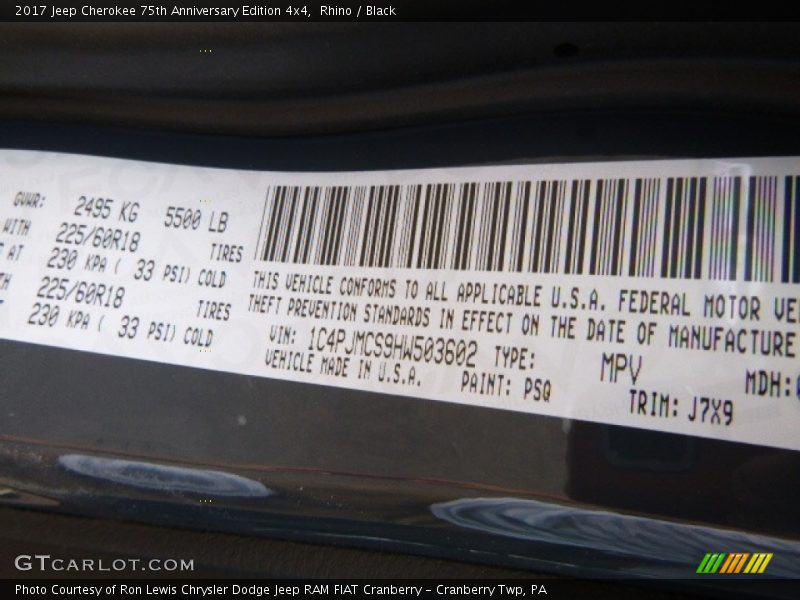 2017 Jeep Cherokee 75th Anniversary Edition 4x4, Rhino / Black
GVWR: 2495 KG 5500 LB
WITH 225/60R18 TIRES
AT 230 KPA ( 33 PSI) COLD
225/60R18 TIRES
230 KPA ( 33 PSI) COLD
THIS VEHICLE CONFORMS TO ALL APPLICABLE U.S.A. FEDERAL MOTOR
THEFT PREVENTION STANDARDS IN EFFECT ON THE DATE OF MANUFACTURE
VIN: 1C4PJMCS9HW503602 TYPE: MPV MDH:
VEHICLE MADE IN U.S.A. PAINT: PSQ TRIM: J7X9
GTCARLOT.COM
Photo Courtesy of Ron Lewis Chrysler Dodge Jeep RAM FIAT Cranberry – Cranberry Twp, PA